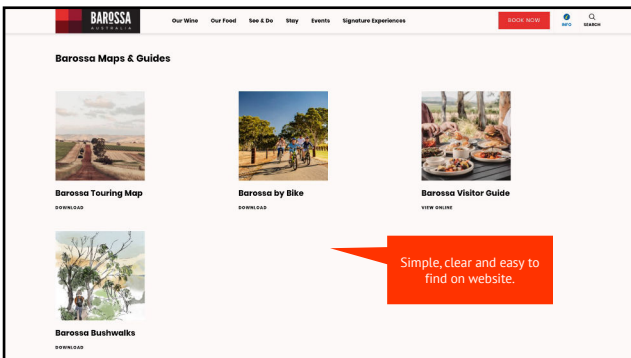 BAROSSA
AUSTRALIA
Our Wine Our Food See & Do Stay Events Signature Experiences
BOOK NOW
INFO
SEARCH
Barossa Maps & Guides
Barossa Touring Map
DOWNLOAD
Barossa by Bike
DOWNLOAD
Barossa Visitor Guide
VIEW ONLINE
Simple, clear and easy to
find on website.
Barossa Bushwalks
DOWNLOAD